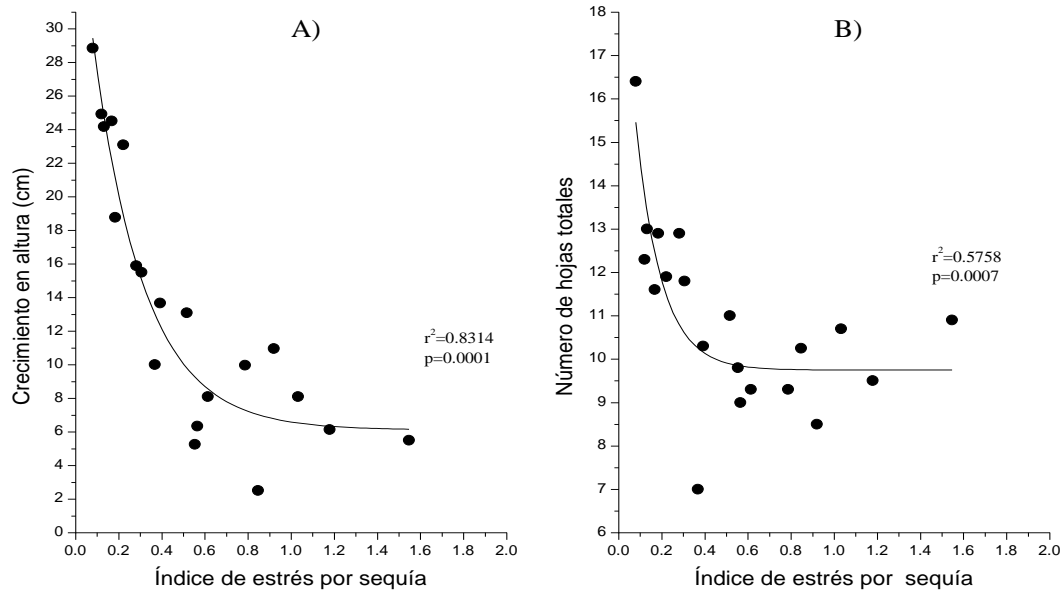 A)
30
28
26
24
22
20
18
16
14
12
10
8
6
4
2
0
Crecimiento en altura (cm)
r²=0.8314
p=0.0001
0.0 0.2 0.4 0.6 0.8 1.0 1.2 1.4 1.6 1.8 2.0
Índice de estrés por sequía
B)
18
17
16
15
14
13
12
11
10
9
8
7
6
Número de hojas totales
r²=0.5758
p=0.0007
0.0 0.2 0.4 0.6 0.8 1.0 1.2 1.4 1.6 1.8 2.0
Índice de estrés por sequía